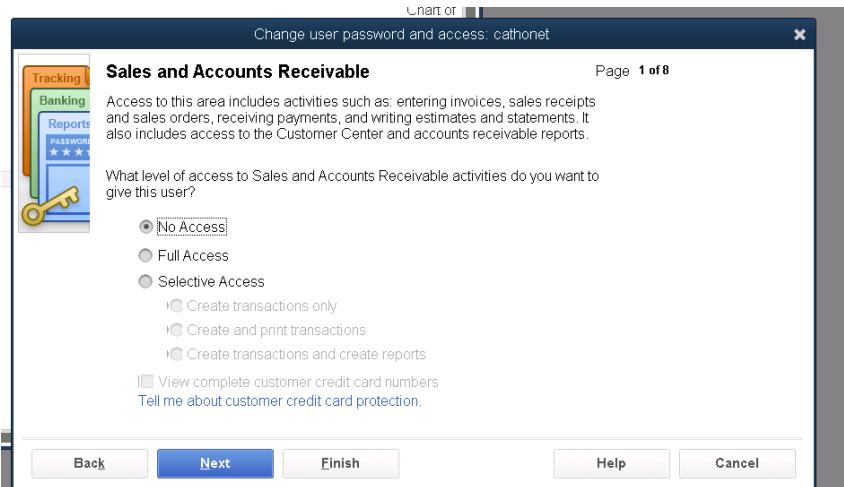 Chart of
Change user password and access: cathonet
Tracking
Banking
Reports
PASSWORD
Sales and Accounts Receivable
Page 1 of 8
Access to this area includes activities such as: entering invoices, sales receipts
and sales orders, receiving payments, and writing estimates and statements. It
also includes access to the Customer Center and accounts receivable reports.
What level of access to Sales and Accounts Receivable activities do you want to
give this user?
No Access
Full Access
Selective Access
Create transactions only
Create and print transactions
Create transactions and create reports
View complete customer credit card numbers
Tell me about customer credit card protection.
Back
Next
Finish
Help
Cancel